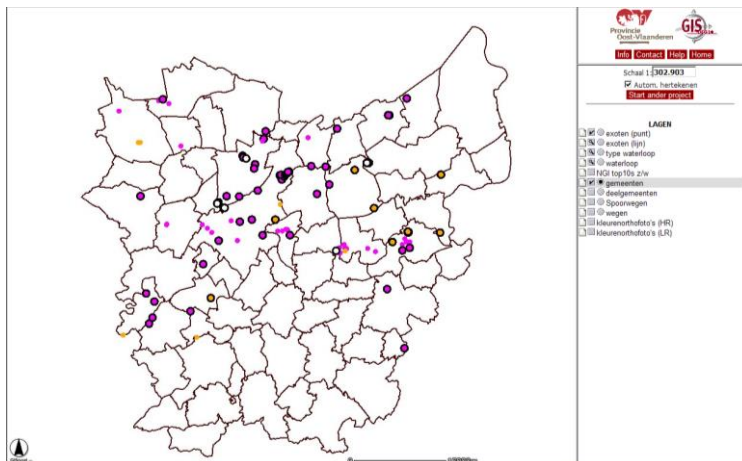 Provincie
Oost-Vlaanderen
GIS
Info Contact Help Home
Schaal 1: 302.903
Autom. hertekenen
Start ander project
LAGEN
exoten (punt)
exoten (lijn)
type waterloop
waterloop
NGI top10s z/w
gemeenten
deelgemeenten
Spoorwegen
wegen
kleurenorthofoto's (HR)
kleurenorthofoto's (LR)